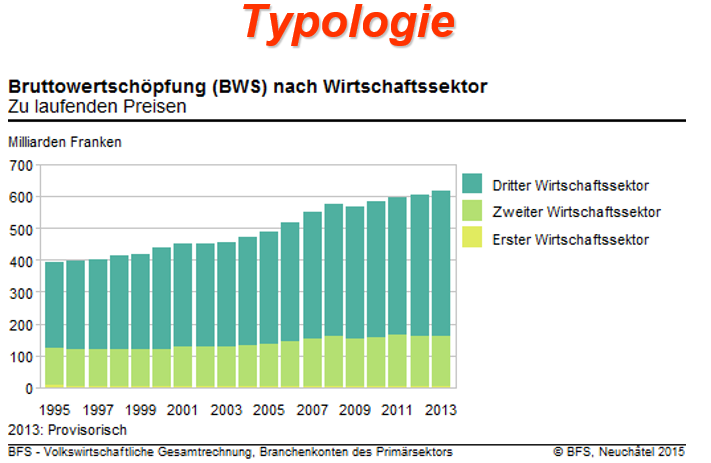 Typologie
Bruttowertschöpfung (BWS) nach Wirtschaftssektor
Zu laufenden Preisen
Milliarden Franken
700
600
500
400
300
200
100
0
1995 1997 1999 2001 2003 2005 2007 2009 2011 2013
Dritter Wirtschaftssektor
Zweiter Wirtschaftssektor
Erster Wirtschaftssektor
2013: Provisorisch
BFS - Volkswirtschaftliche Gesamtrechnung, Branchenkonten des Primärsektors © BFS, Neuchâtel 2015